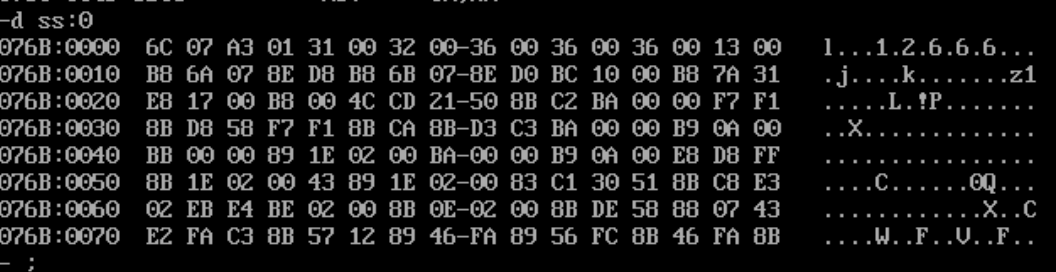 -d ss:0
076B:0000 6C 07 A3 01 31 00 32 00-36 00 36 00 36 00 13 00 l...1.2.6.6.6...
076B:0010 B8 6A 07 8E D8 B8 6B 07-8E D0 BC 10 00 B8 7A 31 .j....k.......z1
076B:0020 E8 17 00 B8 00 4C CD 21-50 8B C2 BA 00 00 F7 F1 .....L.!P.......
076B:0030 8B D8 58 F7 F1 8B CA 8B-D3 C3 BA 00 00 B9 0A 00 ..X.............
076B:0040 BB 00 00 89 1E 02 00 BA-00 00 B9 0A 00 E8 D8 FF ................
076B:0050 8B 1E 02 00 43 89 1E 02-00 83 C1 30 51 8B C8 E3 ....C......0Q...
076B:0060 02 EB E4 BE 02 00 8B 0E-02 00 8B DE 58 88 07 43 ............X..C
076B:0070 E2 FA C3 8B 57 12 89 46-FA 89 56 FC 8B 46 FA 8B ....W..F..V..F..
- ;